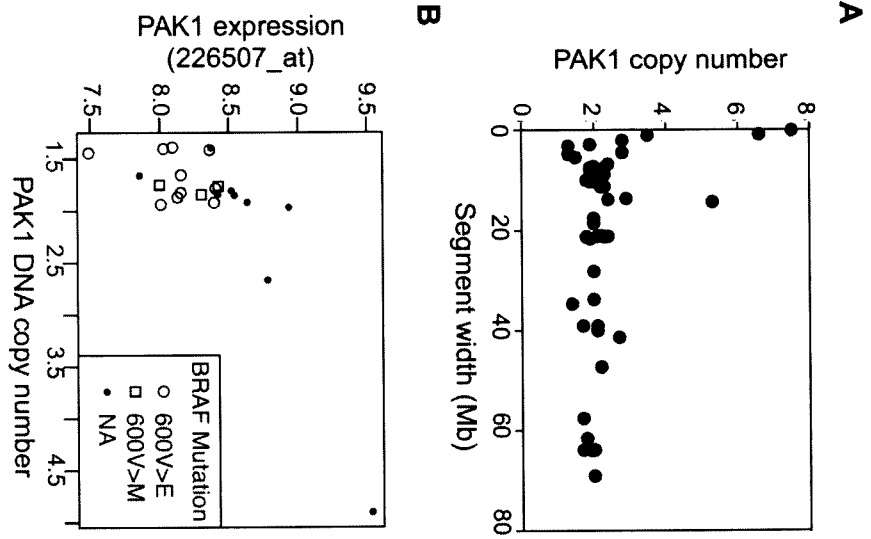 A
PAK1 copy number
8
6
4
2
0
0
20
40
60
80
Segment width (Mb)
B
PAK1 expression
(226507_at)
9.5
9.0
8.5
8.0
7.5
1.5
2.5
3.5
4.5
PAK1 DNA copy number
BRAF Mutation
600V>E
600V>M
NA